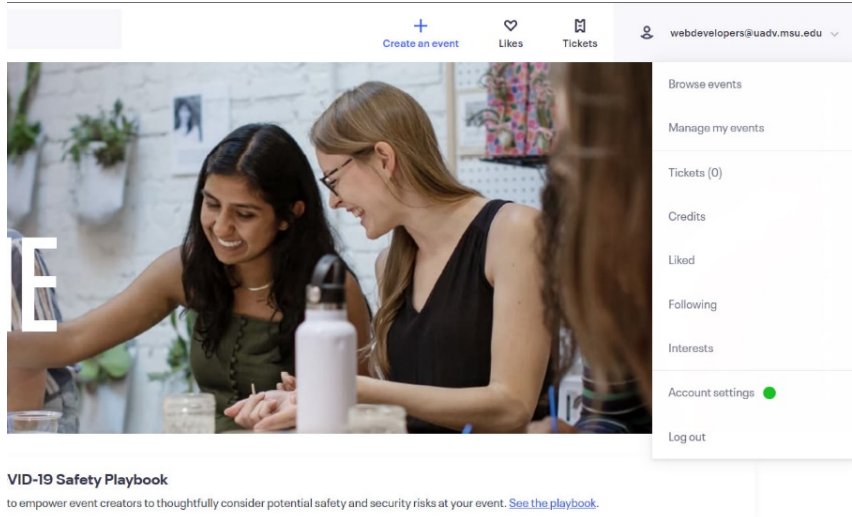 Create an event
Likes
Tickets
webdevelopers@uadv.msu.edu
Browse events
Manage my events
Tickets (0)
Credits
Liked
Following
Interests
Account settings
Log out
E
VID-19 Safety Playbook
to empower event creators to thoughtfully consider potential safety and security risks at your event. See the playbook.